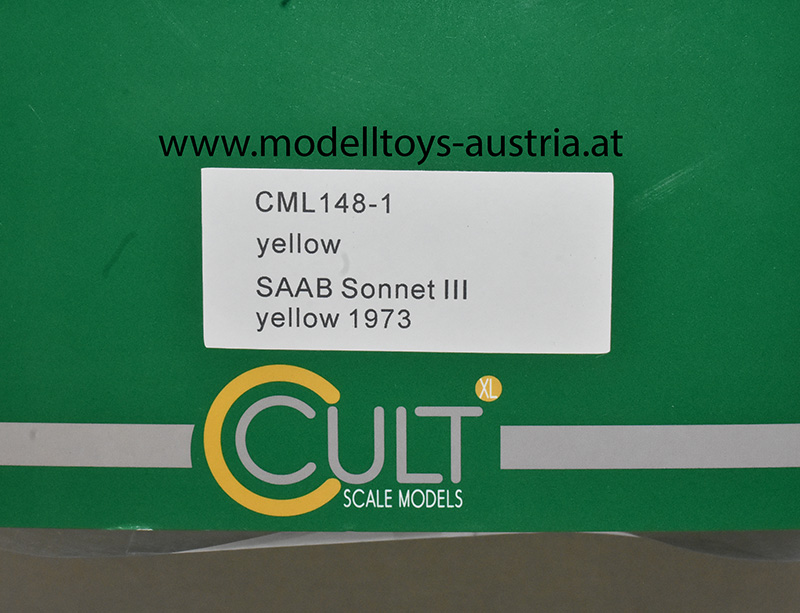 www.modelltoys-austria.at
CML148-1
yellow
SAAB Sonnet III
yellow 1973
XL
CULT
SCALE MODELS